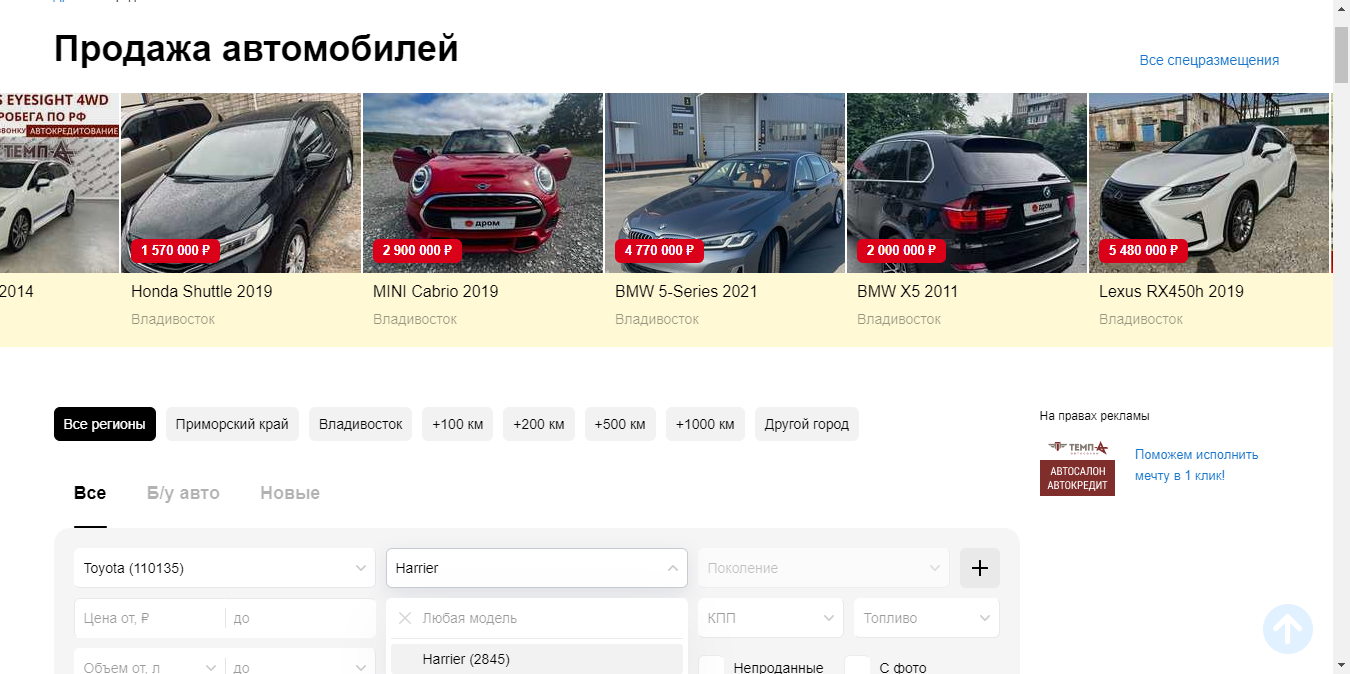 Продажа автомобилей
Все спецразмещения
S EYESIGHT 4WD
РОБЕГА ПО РФ
ЗВОНКУ АВТОКРЕДИТОВАНИЕ
ТЕМП-А
дром
дром
1 570 000 ₽
2 900 000 ₽
4 770 000 ₽
2 000 000 ₽
5 480 000 ₽
2014
Honda Shuttle 2019
MINI Cabrio 2019
BMW 5-Series 2021
BMW X5 2011
Lexus RX450h 2019
Владивосток
Владивосток
Владивосток
Владивосток
Владивосток
Все регионы
Приморский край
Владивосток
+100 км
+200 км
+500 км
+1000 км
Другой город
На правах рекламы
ТЕМП-А
АВТОСАЛОН
АВТОКРЕДИТ
Поможем исполнить
мечту в 1 клик!
Все
Б/у авто
Новые
Toyota (110135)
Harrier
Поколение
Цена от, ₽
до
Любая модель
КПП
Топливо
Harrier (2845)
Объем от, л
до
Непроданные
С фото